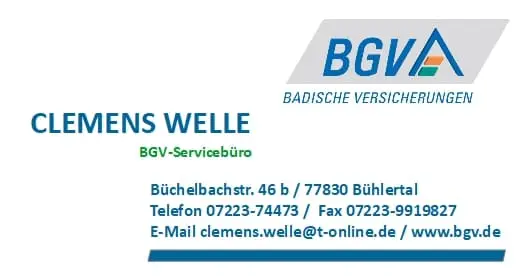 BGV
BADISCHE VERSICHERUNGEN
CLEMENS WELLE
BGV-Servicebüro
Büchelbachstr. 46 b / 77830 Bühlertal
Telefon 07223-74473 / Fax 07223-9919827
E-Mail clemens.welle@t-online.de / www.bgv.de